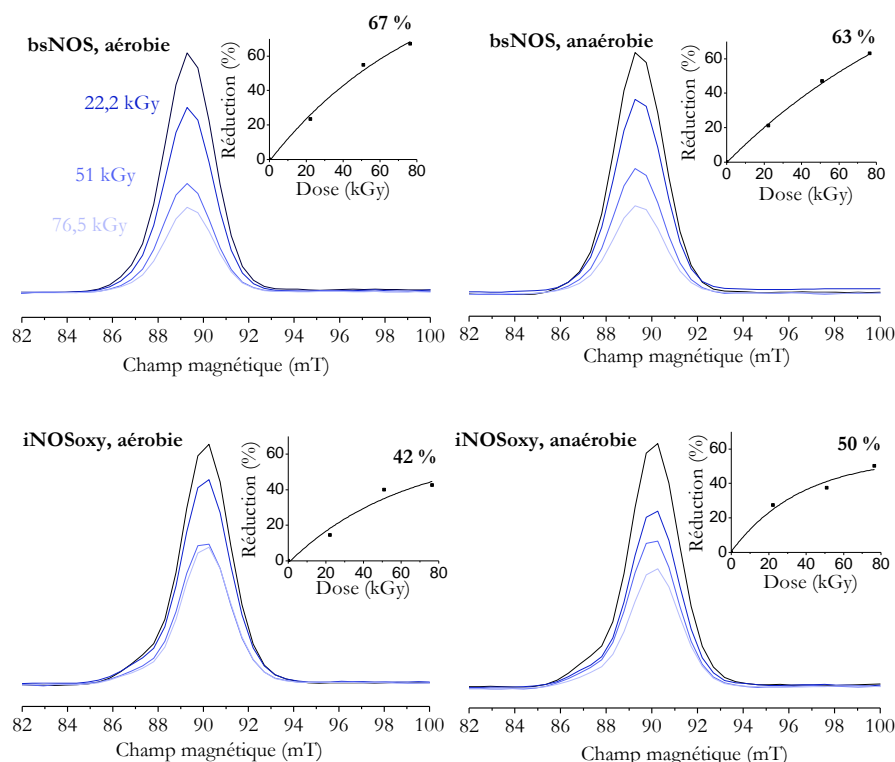 bsNOS, aérobie
67 %
Réduction (%)
60
40
20
0
0 20 40 60 80
Dose (kGy)
22,2 kGy
51 kGy
76,5 kGy
82 84 86 88 90 92 94 96 98 100
Champ magnétique (mT)
bsNOS, anaérobie
63 %
Réduction (%)
60
40
20
0
0 20 40 60 80
Dose (kGy)
82 84 86 88 90 92 94 96 98 100
Champ magnétique (mT)
iNOSoxy, aérobie
42 %
Réduction (%)
60
40
20
0
0 20 40 60 80
Dose (kGy)
82 84 86 88 90 92 94 96 98 100
Champ magnétique (mT)
iNOSoxy, anaérobie
50 %
Réduction (%)
60
40
20
0
0 20 40 60 80
Dose (kGy)
82 84 86 88 90 92 94 96 98 100
Champ magnétique (mT)